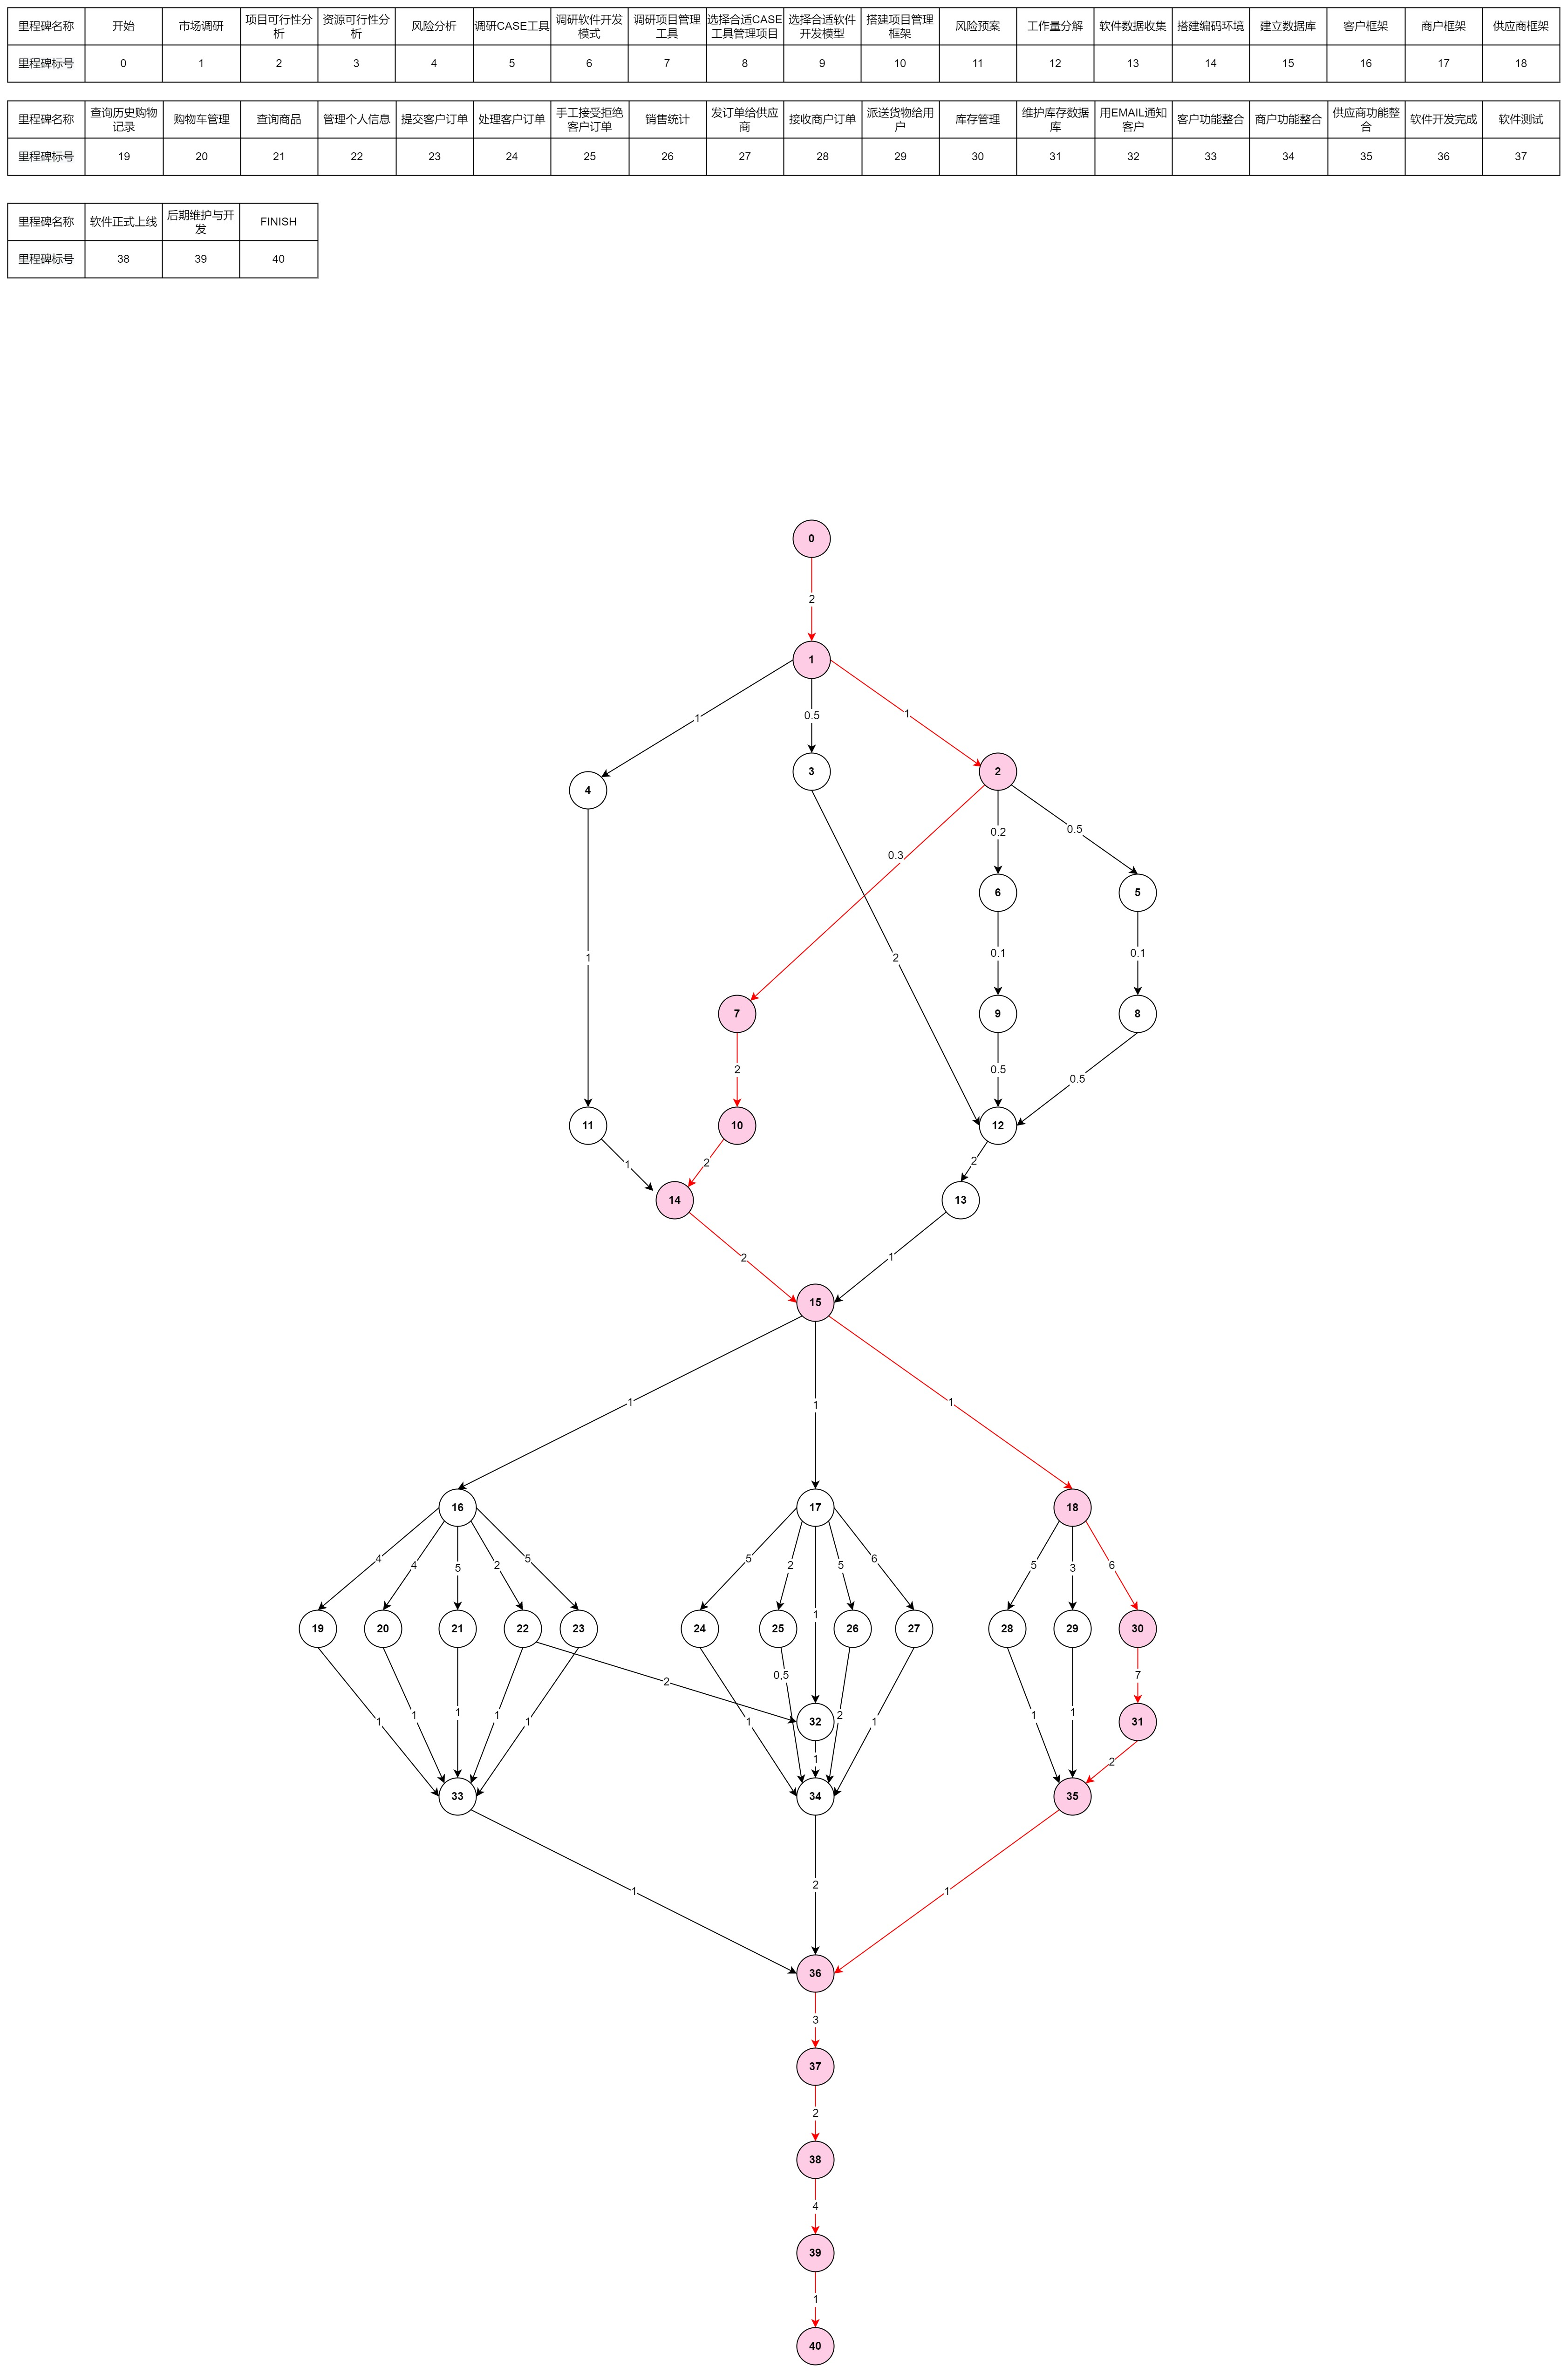 里程碑名称 开始 市场调研 项目可行性分析 资源可行性分析 风险分析 调研CASE工具 调研软件开发模式 调研项目管理工具 选择合适CASE工具管理项目 选择合适软件开发模型 搭建项目管理框架 风险预案 工作量分解 软件数据收集 搭建编码环境 建立数据库 客户框架 商户框架 供应商框架
里程碑标号 0 1 2 3 4 5 6 7 8 9 10 11 12 13 14 15 16 17 18
里程碑名称 查询历史购物记录 购物车管理 查询商品 管理个人信息 提交客户订单 处理客户订单 手工接受拒绝客户订单 销售统计 发订单给供应商 接收商户订单 派送货物给用户 库存管理 维护库存数据库 用EMAIL通知客户 客户功能整合 商户功能整合 供应商功能整合 软件开发完成 软件测试
里程碑标号 19 20 21 22 23 24 25 26 27 28 29 30 31 32 33 34 35 36 37
里程碑名称 软件正式上线 后期维护与开发 FINISH
里程碑标号 38 39 40
0
2
1
1 0.5 1
4 3 2
0.3 0.2 0.5
6 5
1 2 0.1 0.1
7 9 8
2 0.5 0.5
11 10 12
1 2 2
14 13
2 1
15
1 1 1
16 17 18
4 4 5 2 5 5 2 1 5 6 5 3 6
19 20 21 22 23 24 25 26 27 28 29 30
2 0,5 7
1 1 1 1 1 1 32 2 1 1 1 31
1 2
33 34 35
1 2 1
36
3
37
2
38
4
39
1
40